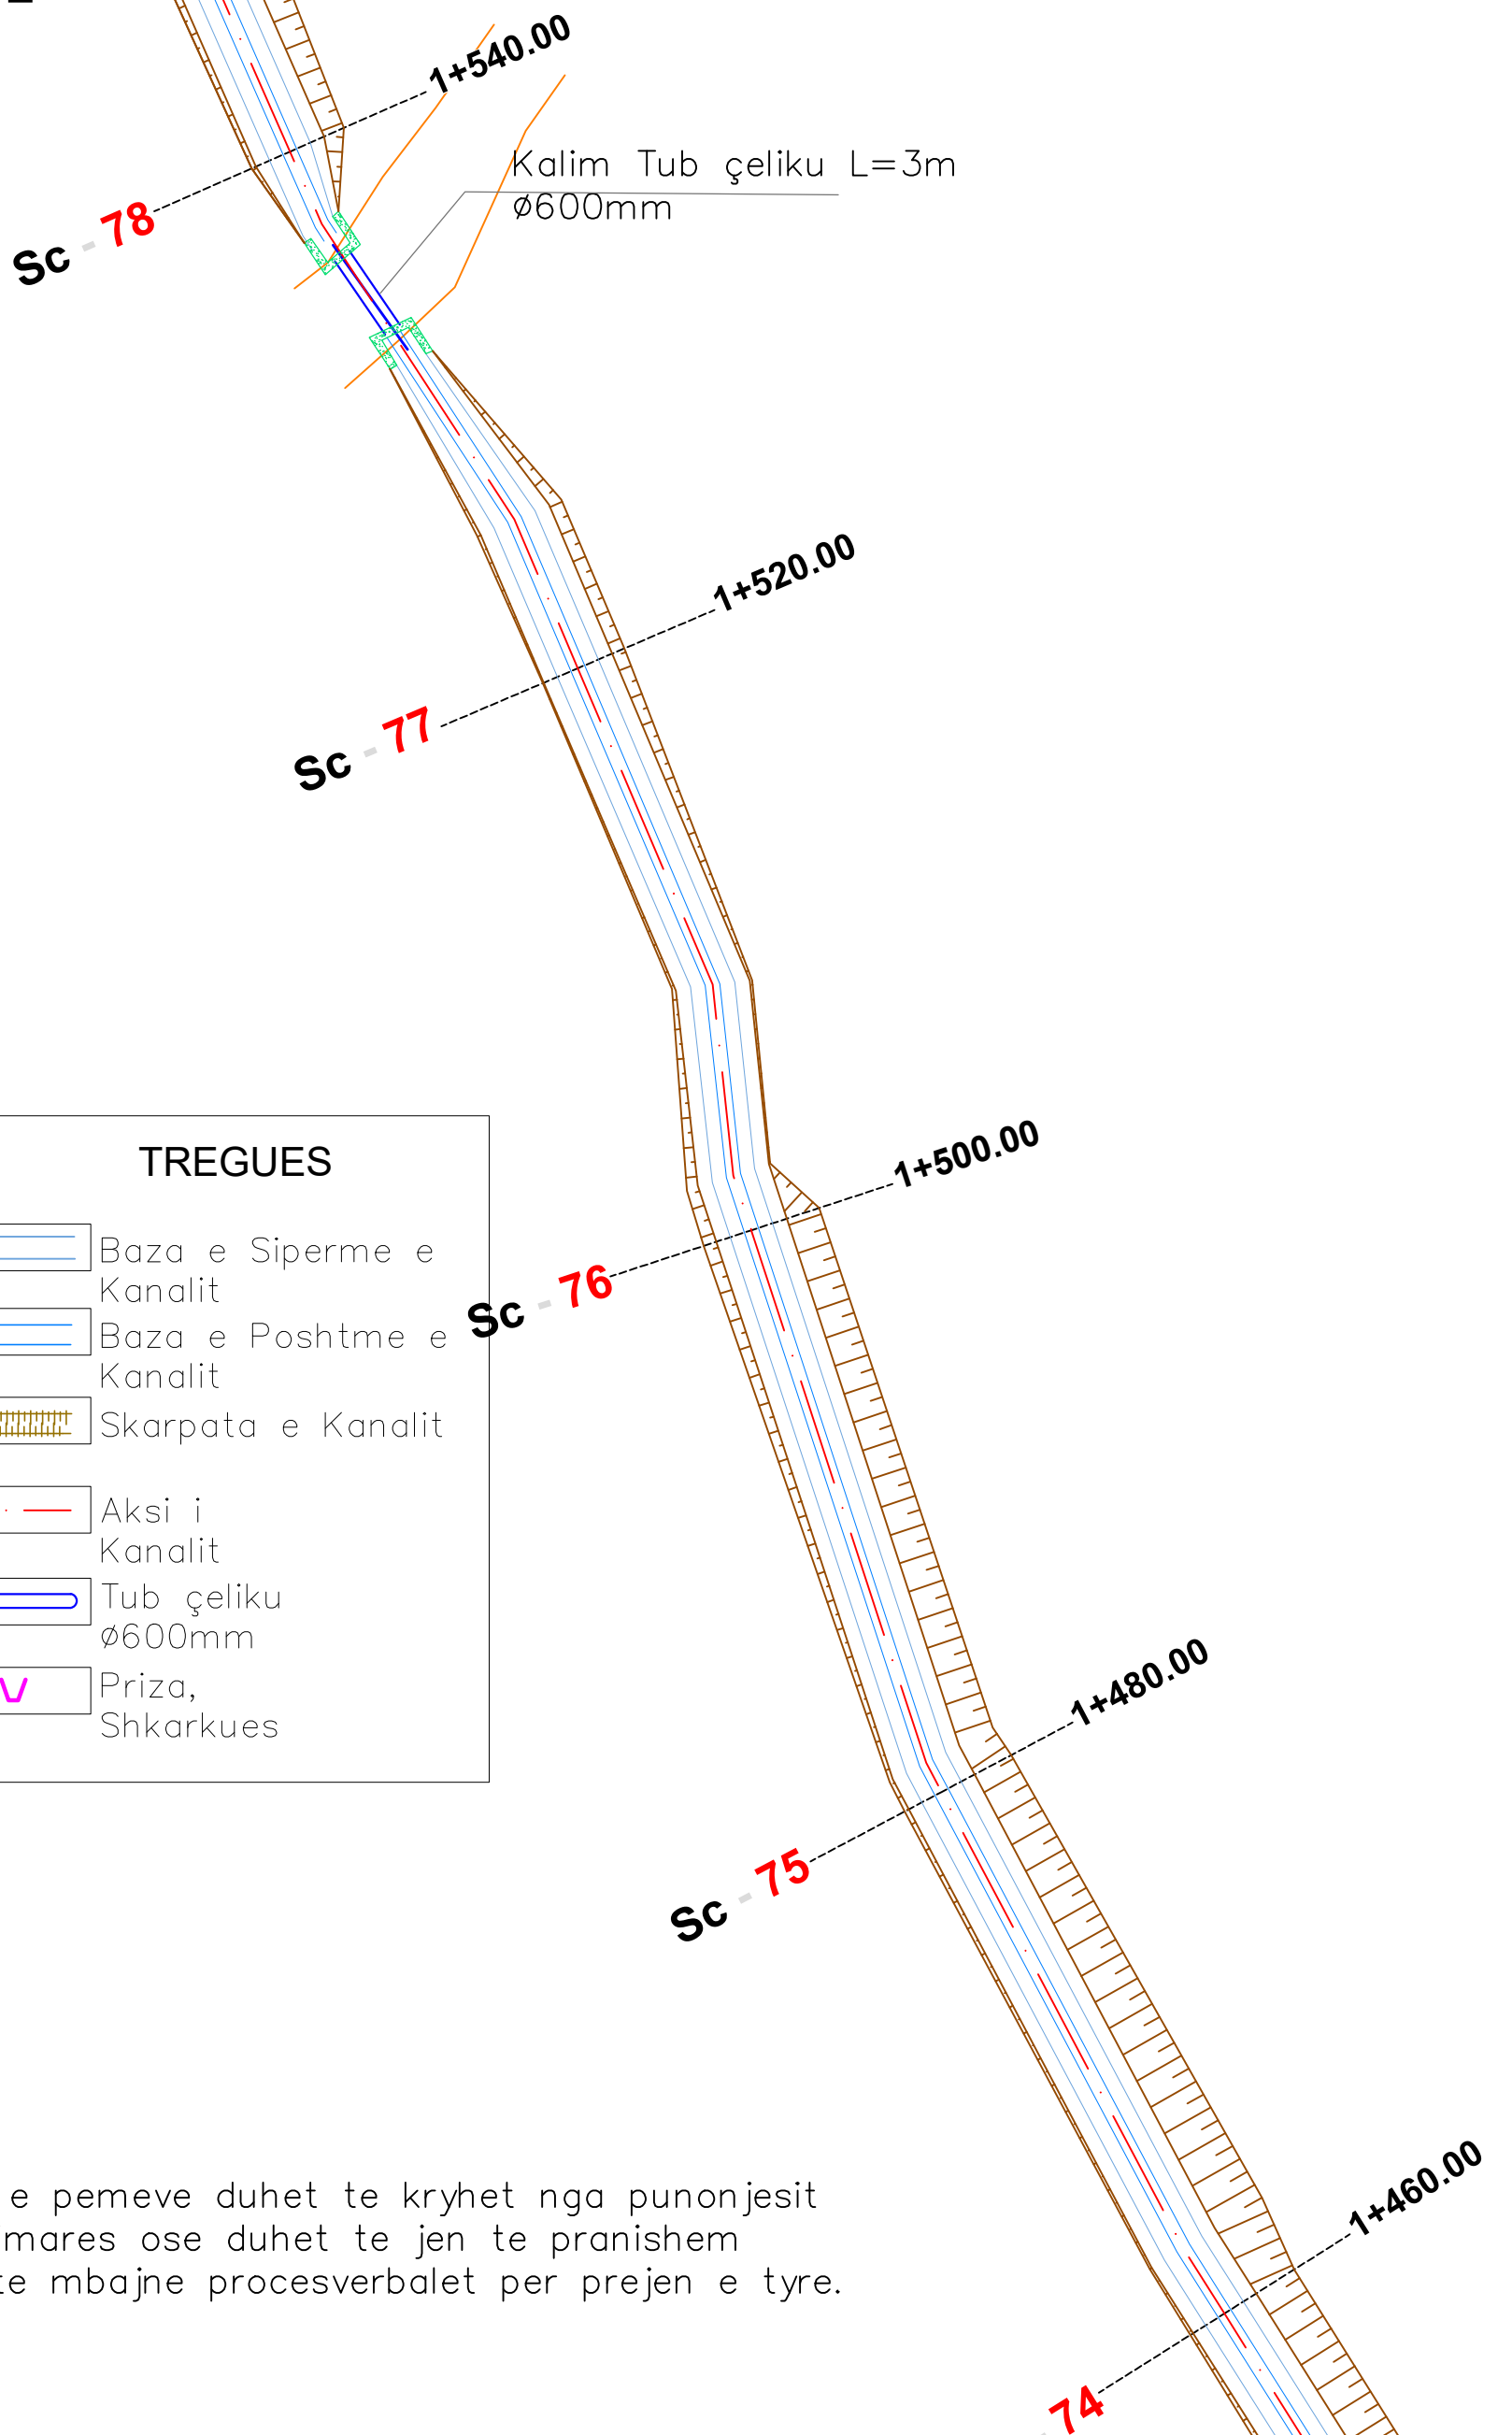 1+540.00
Kalim Tub çeliku L=3m
Ø600mm
Sc - 78
1+520.00
Sc - 77
1+500.00
Sc - 76
TREGUES
Baza e Siperme e
Kanalit
Baza e Poshtme e
Kanalit
Skarpata e Kanalit
Aksi i
Kanalit
Tub çeliku
Ø600mm
Priza,
Shkarkues
1+480.00
Sc - 75
1+460.00
e pemeve duhet te kryhet nga punonjesit
mares ose duhet te jen te pranishem
te mbajne procesverbalet per prejen e tyre.
- 74